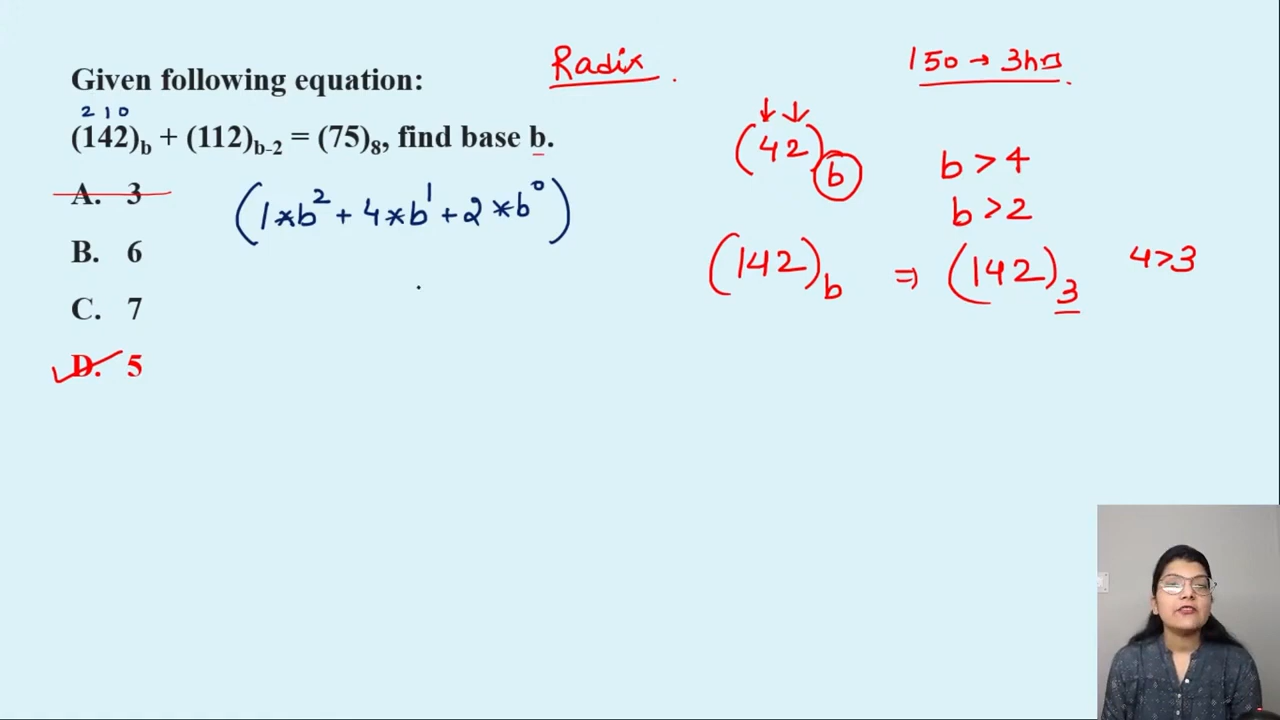 Given following equation:
2 1 0
(142)b + (112)b-2 = (75)8, find base b.
A. 3
B. 6
C. 7
D. 5
(1*b² + 4*b¹ + 2*b⁰)
Radix
150 → 3hrs
(42)b
b > 4
b > 2
(142)b ⇒ (142)3
4>3